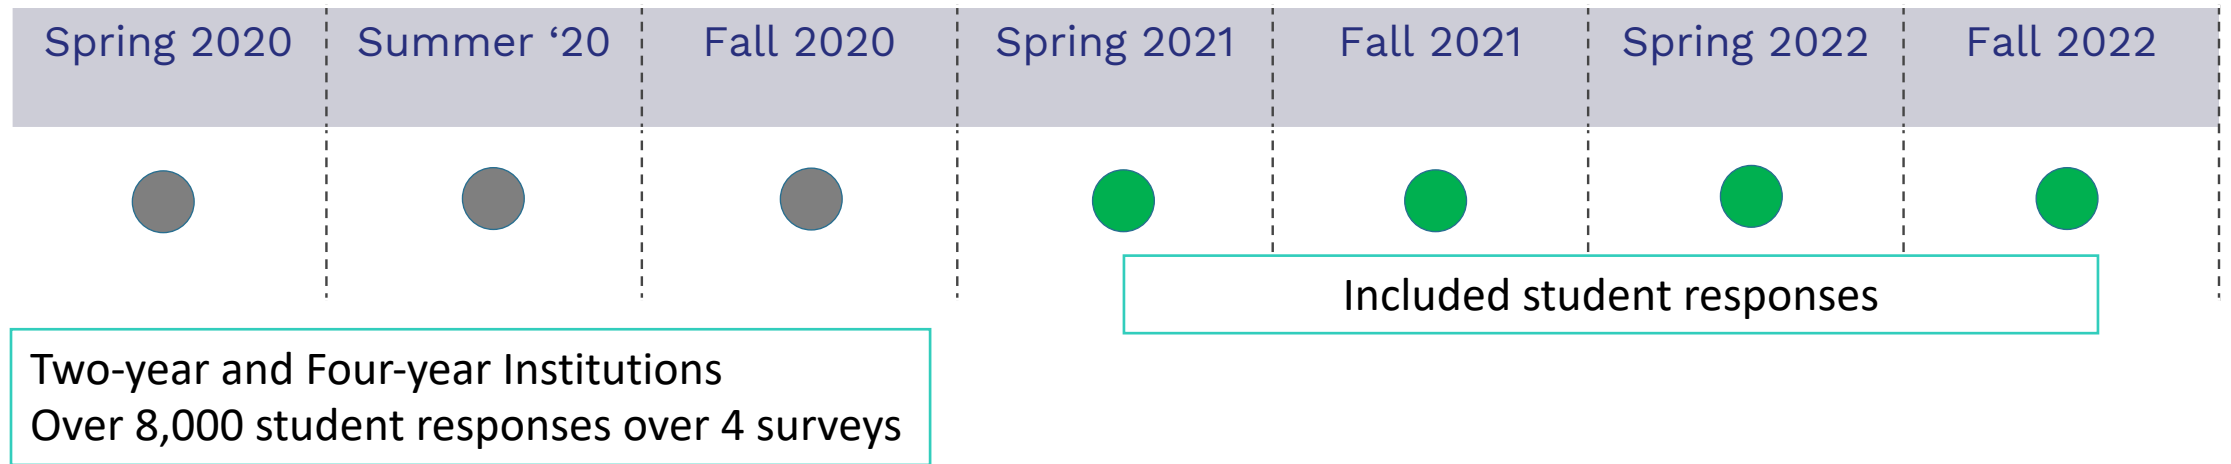 Spring 2020
Summer ‘20
Fall 2020
Spring 2021
Fall 2021
Spring 2022
Fall 2022
Included student responses
Two-year and Four-year Institutions
Over 8,000 student responses over 4 surveys